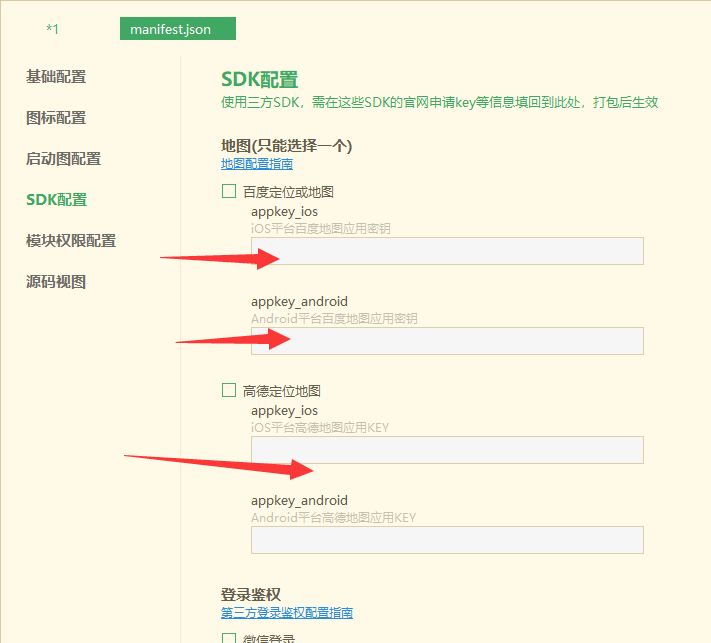 *1
manifest.json
基础配置
图标配置
启动图配置
SDK配置
模块权限配置
源码视图
SDK配置
使用三方SDK，需在这些SDK的官网申请key等信息填回到此处，打包后生效
地图(只能选择一个)
地图配置指南
百度定位或地图
appkey_ios
iOS平台百度地图应用密钥
appkey_android
Android平台百度地图应用密钥
高德定位地图
appkey_ios
iOS平台高德地图应用KEY
appkey_android
Android平台高德地图应用KEY
登录鉴权
第三方登录鉴权配置指南
微信登录